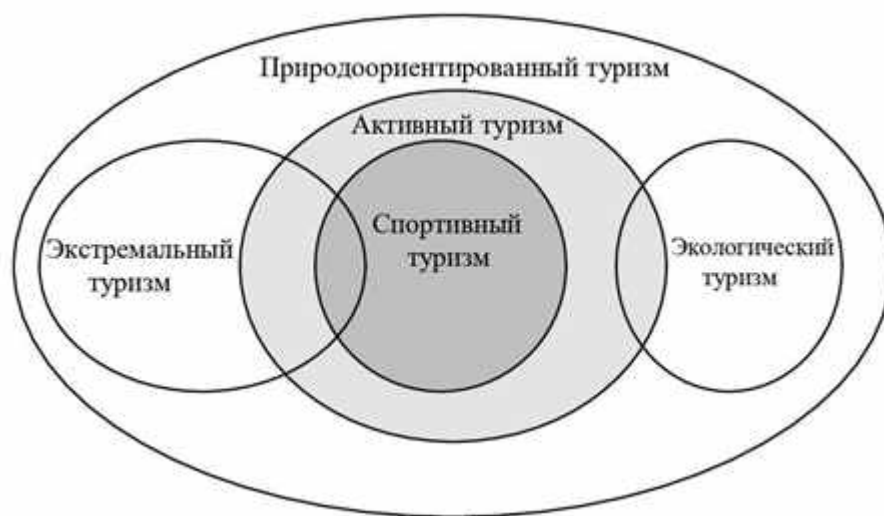 Природоориентированный туризм
Активный туризм
Экстремальный
туризм
Спортивный
туризм
Экологический
туризм